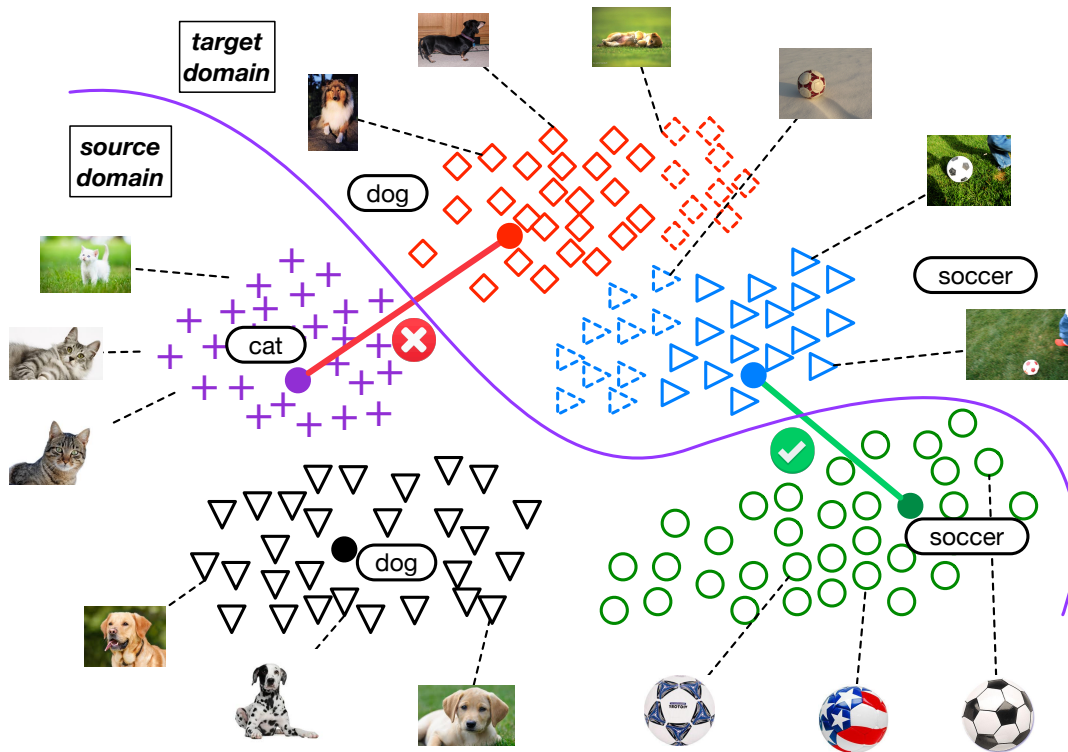 target
domain
source
domain
dog
soccer
cat
dog
soccer